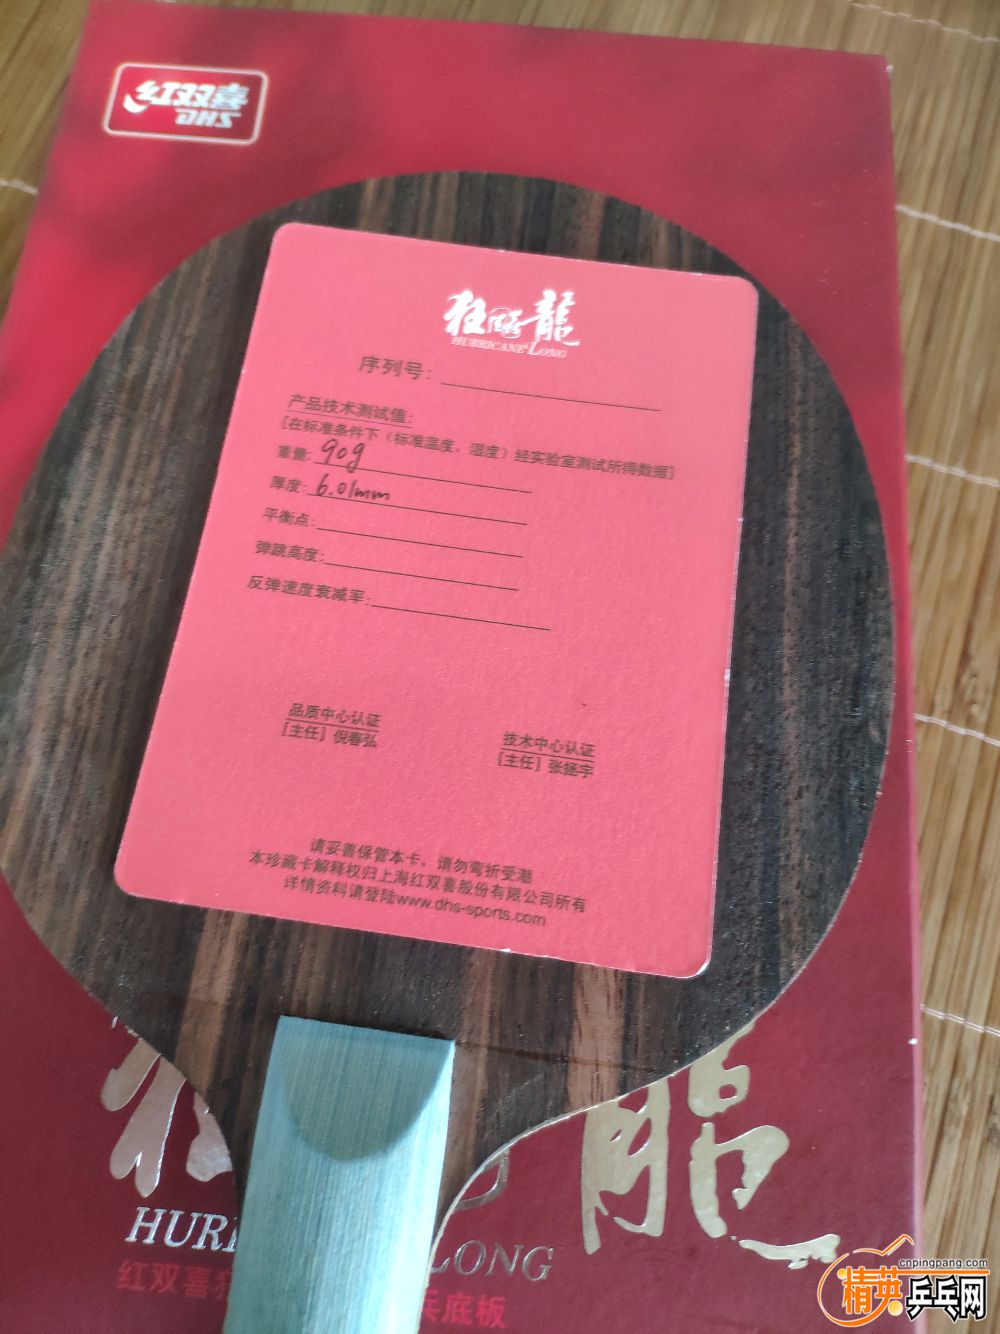 红双喜
DHS
狂飚龍
HURRICANE LONG
序列号:
产品技术测试值:
[在标准条件下（标准温度、湿度）经实验室测试所得数据]
重量: 90g
厚度: 6.01mm
平衡点:
弹跳高度:
反弹速度衰减率:
品质中心认证
[主任] 倪春弘
技术中心认证
[主任] 张拯宇
请妥善保管本卡，请勿弯折受潮
本珍藏卡解释权归上海红双喜股份有限公司所有
详情资料请登陆www.dhs-sports.com
龍
HURR
LONG
红双喜狂
兵底板
cnpingpang.com
精英乒乓网